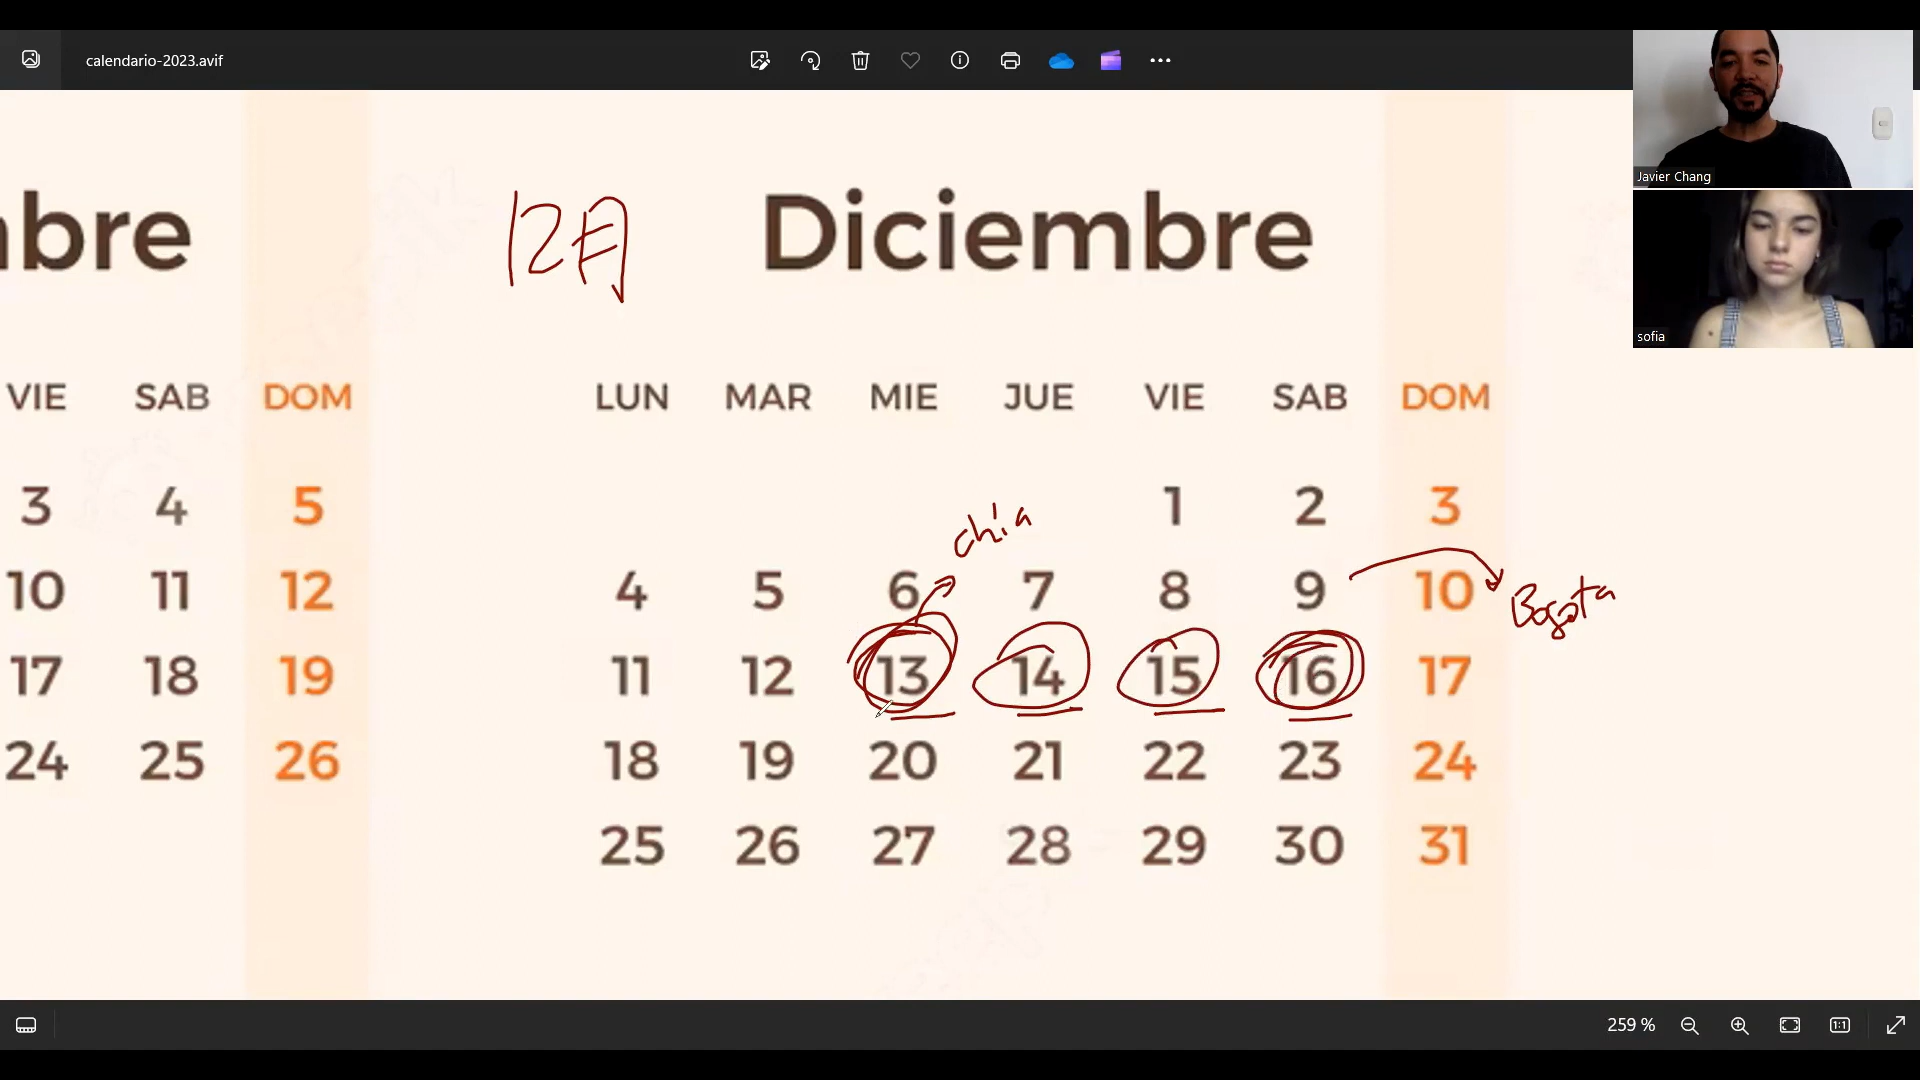 calendario-2023.avif
Javier Chang
sofia
bre
12月
Diciembre
VIE SAB DOM
LUN MAR MIE JUE VIE SAB DOM
3 4 5
1 2 3
chía
10 11 12
4 5 6 7 8 9 10
Bogota
17 18 19
11 12 13 14 15 16 17
24 25 26
18 19 20 21 22 23 24
25 26 27 28 29 30 31
259 %
1:1